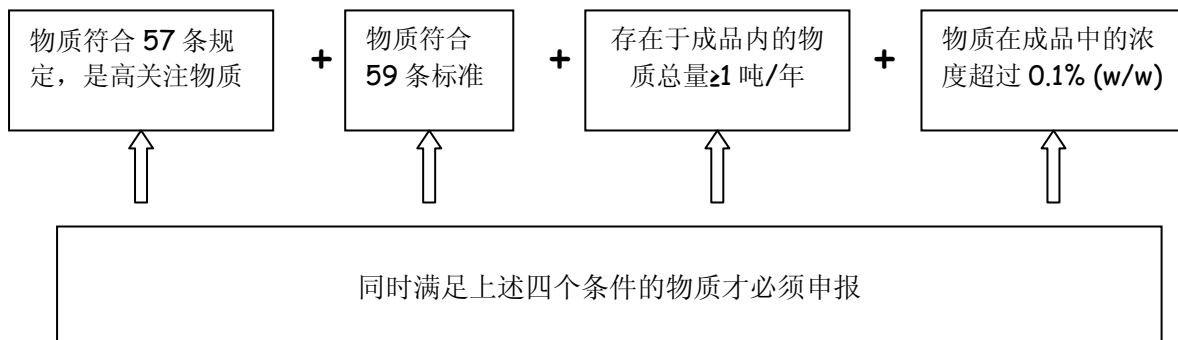 物质符合 57 条规
定，是高关注物质
+
物质符合
59 条标准
+
存在于成品内的物
质总量≥1 吨/年
+
物质在成品中的浓
度超过 0.1% (w/w)
同时满足上述四个条件的物质才必须申报